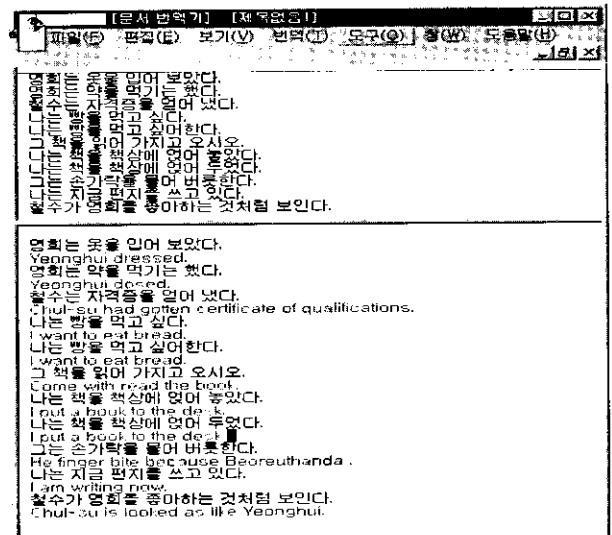 [문서 번역기] [제목없음1]
파일(F) 편집(E) 보기(V) 번역(T) 도구(Q) 창(W) 도움말(H)
영희는 옷을 입어 보았다.
영희는 약을 먹기는 했다.
철수는 자격증을 얻어 냈다.
나는 빵을 먹고 싶다.
나는 빵을 먹고 싶어한다.
그 책을 읽어 가지고 오시오.
나는 책을 책상에 얹어 놓았다.
나는 책을 책상에 얹어 두었다.
그는 손가락을 물어 버릇한다.
나는 지금 편지를 쓰고 있다.
철수가 영희를 좋아하는 것처럼 보인다.
영희는 옷을 입어 보았다.
Yeonghui dressed.
영희는 약을 먹기는 했다.
Yeonghui dosed.
철수는 자격증을 얻어 냈다.
Chul-su had gotten certificate of qualifications.
나는 빵을 먹고 싶다.
I want to eat bread.
나는 빵을 먹고 싶어한다.
I want to eat bread.
그 책을 읽어 가지고 오시오.
Come with read the book.
나는 책을 책상에 얹어 놓았다.
I put a book to the desk.
나는 책을 책상에 얹어 두었다.
I put a book to the desk.
그는 손가락을 물어 버릇한다.
He finger bite because Beoreuthanda .
나는 지금 편지를 쓰고 있다.
I am writing now.
철수가 영희를 좋아하는 것처럼 보인다.
Chul-su is looked as like Yeonghui.